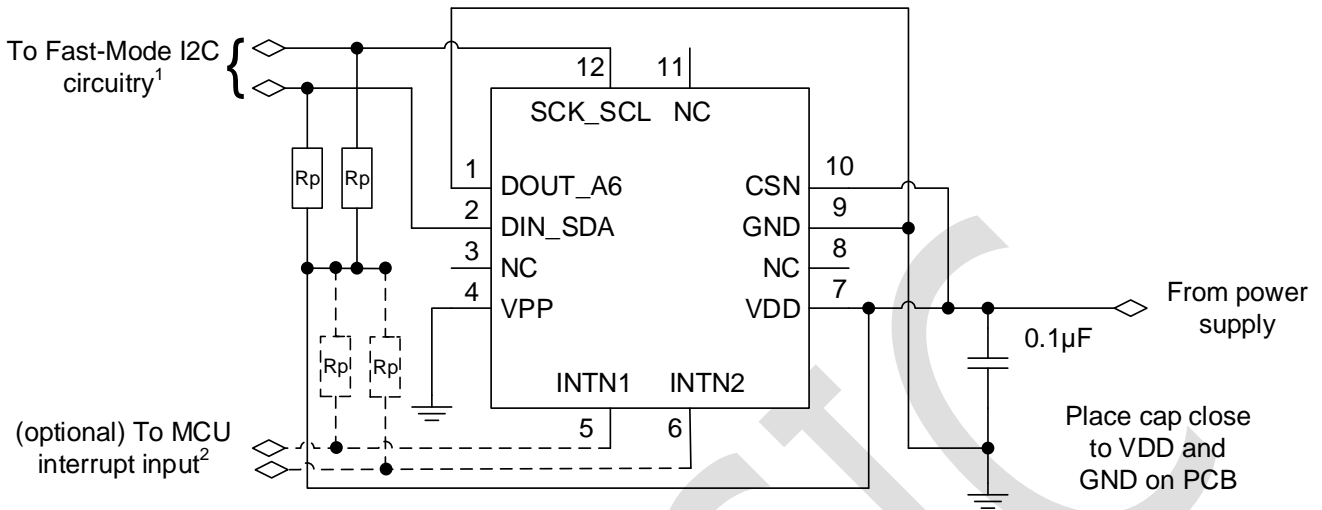 To Fast-Mode I2C
circuitry1
12
11
SCK_SCL
NC
Rp
Rp
1
DOUT_A6
2
DIN_SDA
3
NC
4
VPP
10
CSN
9
GND
8
NC
7
VDD
From power
supply
0.1µF
Rp
Rp
INTN1
INTN2
5
6
(optional) To MCU
interrupt input2
Place cap close
to VDD and
GND on PCB